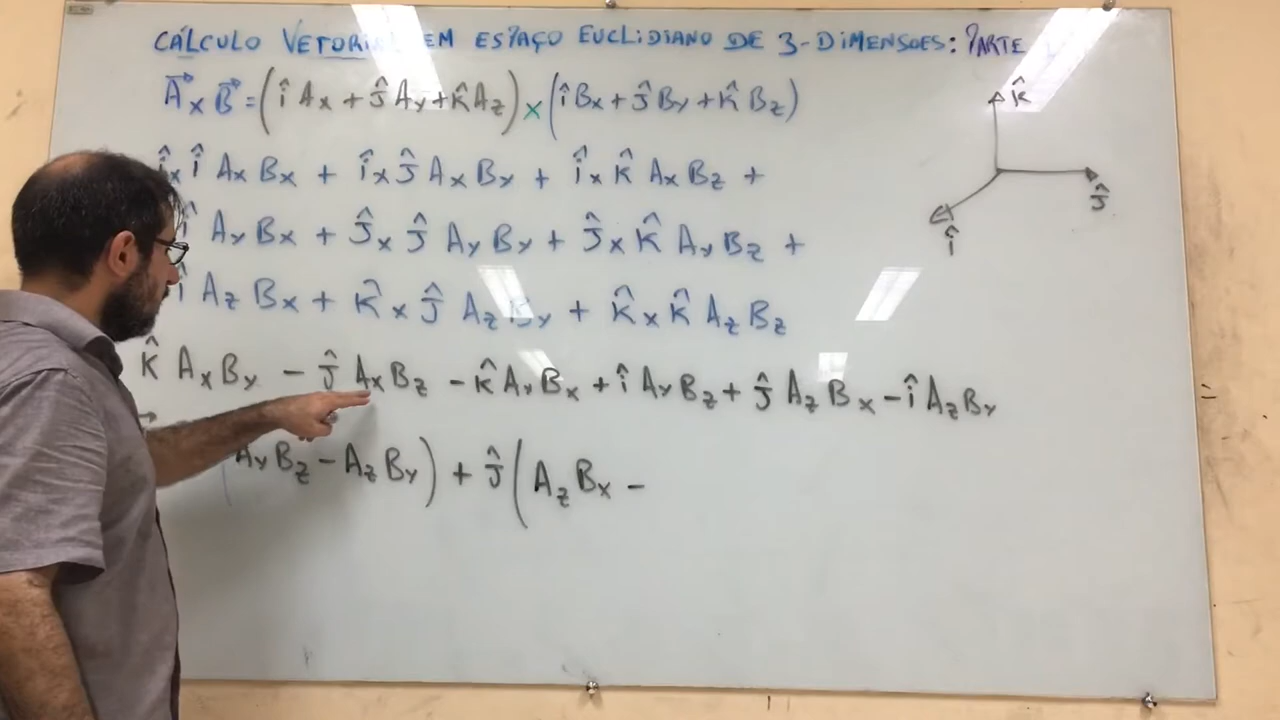 CÁLCULO VETORIAL EM ESPAÇO EUCLIDIANO DE 3-DIMENSOES: PARTE
A⃗ x B⃗ = (î Ax + ĵ Ay + k̂ Az) × (î Bx + ĵ By + k̂ Bz)
î x î Ax Bx + î x ĵ Ax By + î x k̂ Ax Bz +
î Ay Bx + ĵ x ĵ Ay By + ĵ x k̂ Ay Bz +
î Az Bx + k̂ x ĵ Az By + k̂ x k̂ Az Bz
k̂ Ax By - ĵ Ax Bz - k̂ Ay Bx + î Ay Bz + ĵ Az Bx - î Az By
(Ay Bz - Az By) + ĵ (Az Bx -
k̂
ĵ
î